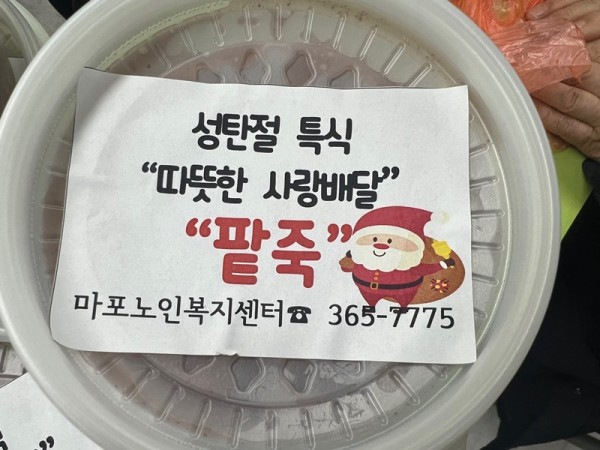 성탄절 특식
“따뜻한 사랑배달”
“팥죽”
마포노인복지센터☎ 365-7775
”